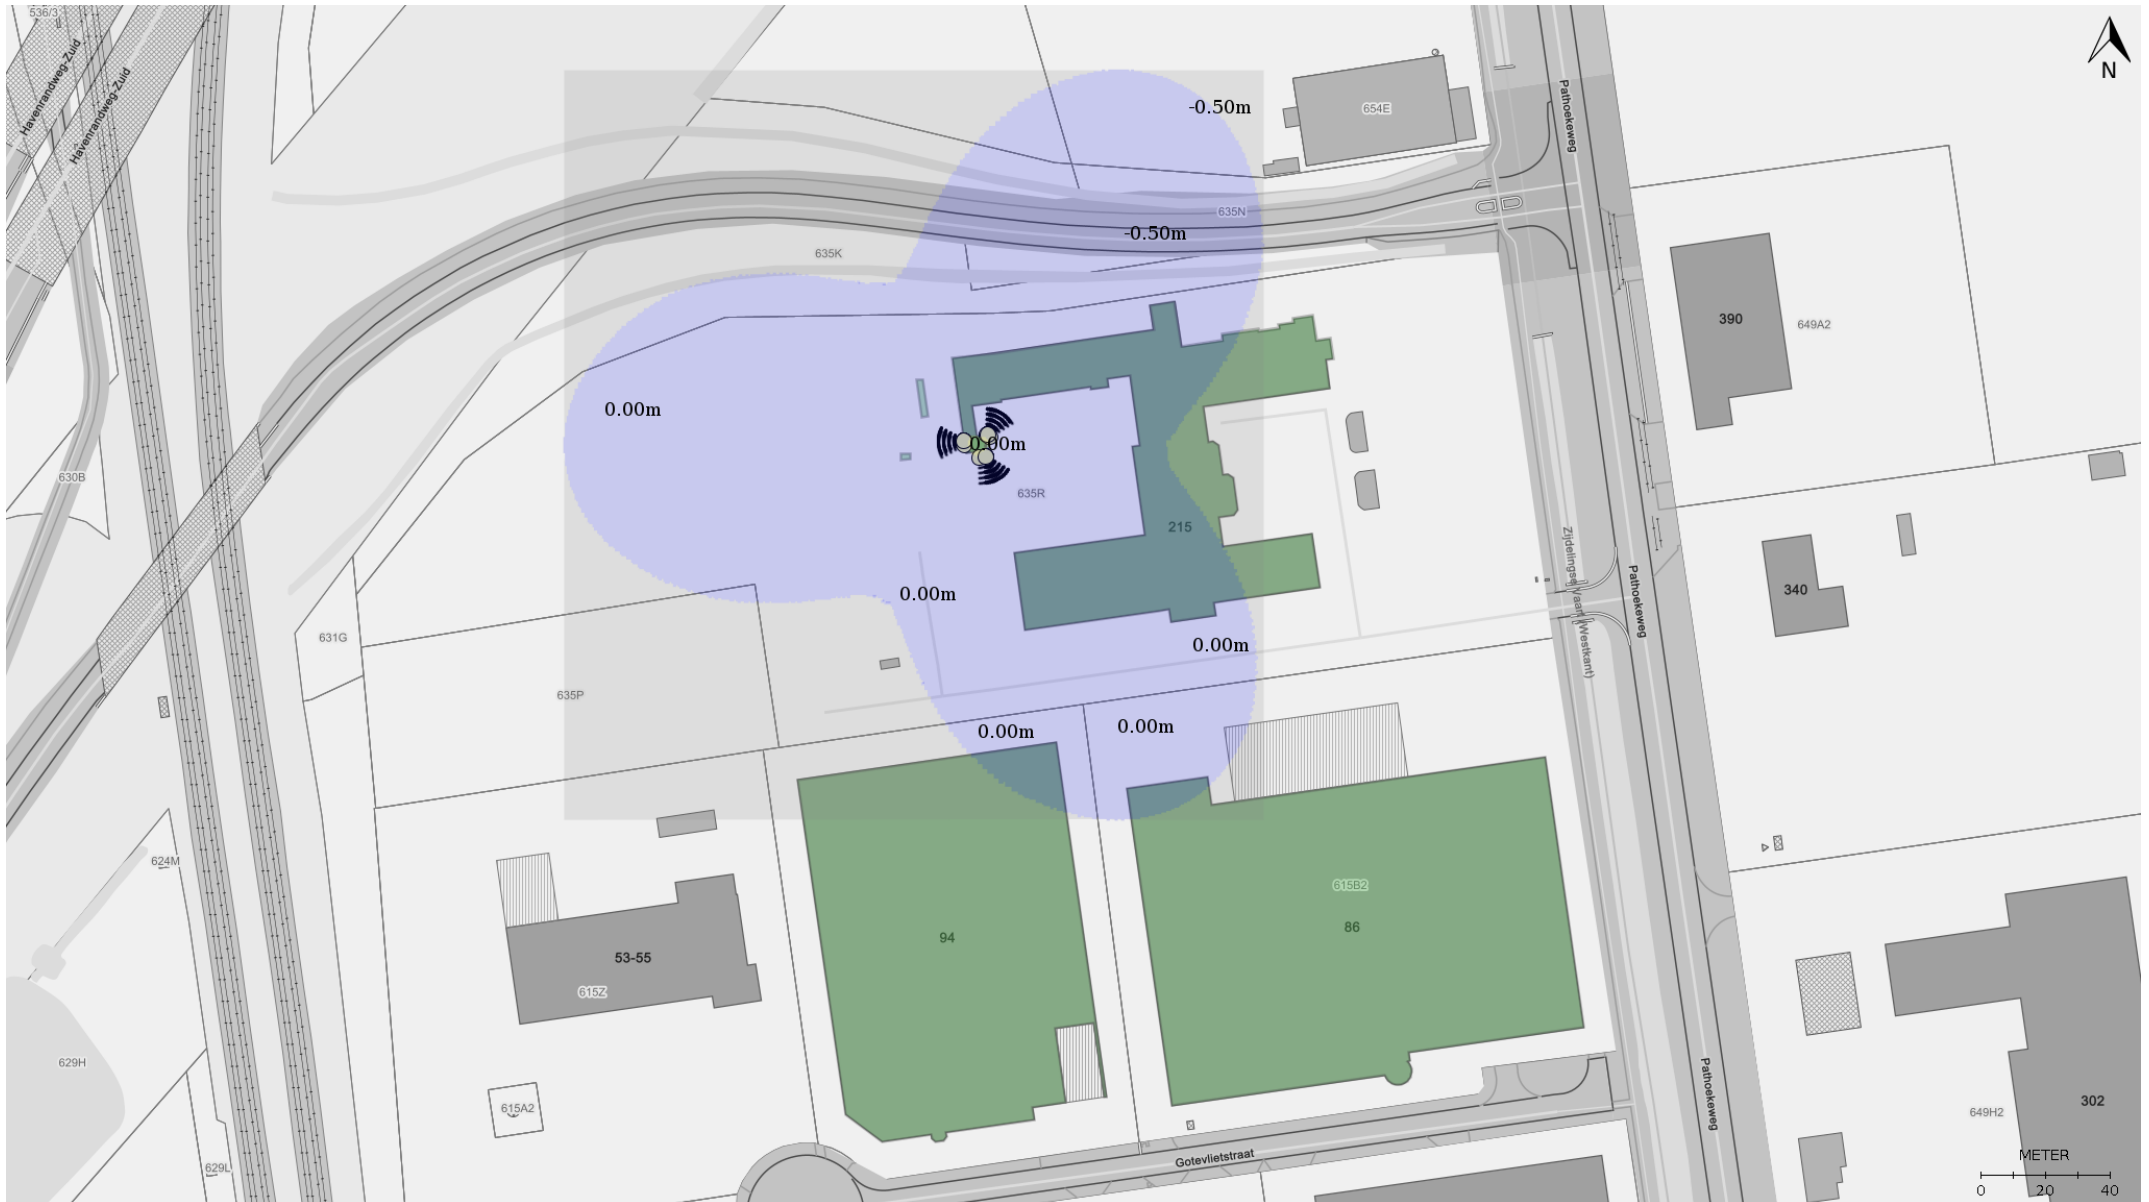 536/3
Havenrandweg-Zuid
Havenrandweg-Zuid
N
-0.50m
654E
Pathoekeweg
635N
-0.50m
635K
390
649A2
0.00m
0.00m
630B
635R
215
Zijdelingse vaart (Westkant)
Pathoekeweg
340
0.00m
631G
0.00m
635P
0.00m
0.00m
624M
615B2
86
94
53-55
615Z
629H
615A2
Pathoekeweg
302
649H2
Gotevlietstraat
629L
METER
0 20 40